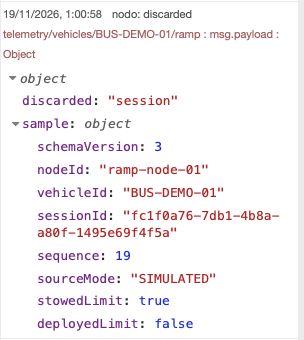 19/11/2026, 1:00:58 nodo: discarded
telemetry/vehicles/BUS-DEMO-01/ramp : msg.payload :
Object
object
discarded: "session"
sample: object
schemaVersion: 3
nodeId: "ramp-node-01"
vehicleId: "BUS-DEMO-01"
sessionId: "fc1f0a76-7db1-4b8a-
a80f-1495e69f4f5a"
sequence: 19
sourceMode: "SIMULATED"
stowedLimit: true
deployedLimit: false